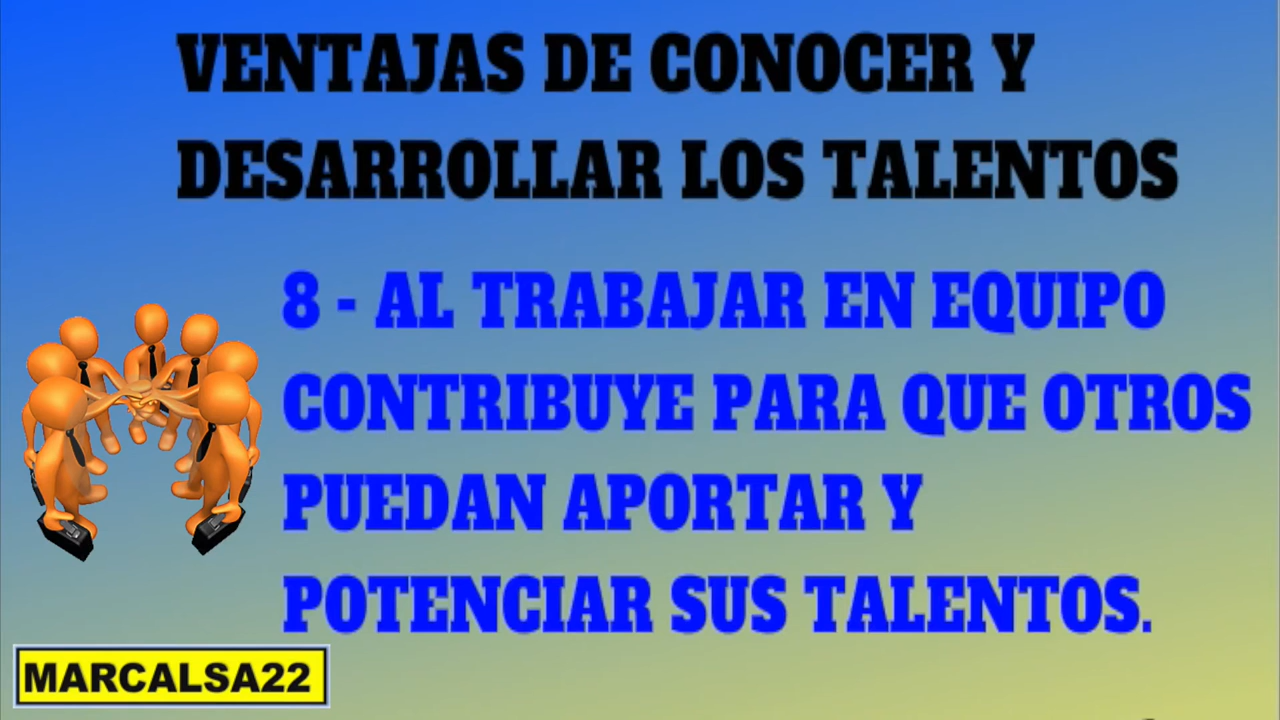 VENTAJAS DE CONOCER Y
DESARROLLAR LOS TALENTOS
8 - AL TRABAJAR EN EQUIPO
CONTRIBUYE PARA QUE OTROS
PUEDAN APORTAR Y
POTENCIAR SUS TALENTOS.
MARCALSA22